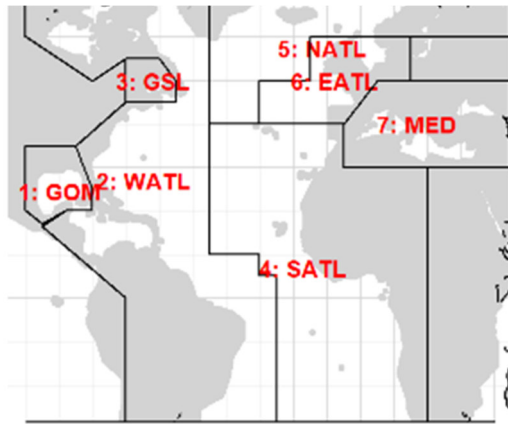 5: NATL
3: GSL
6: EATL
7: MED
1: GOM
2: WATL
4: SATL